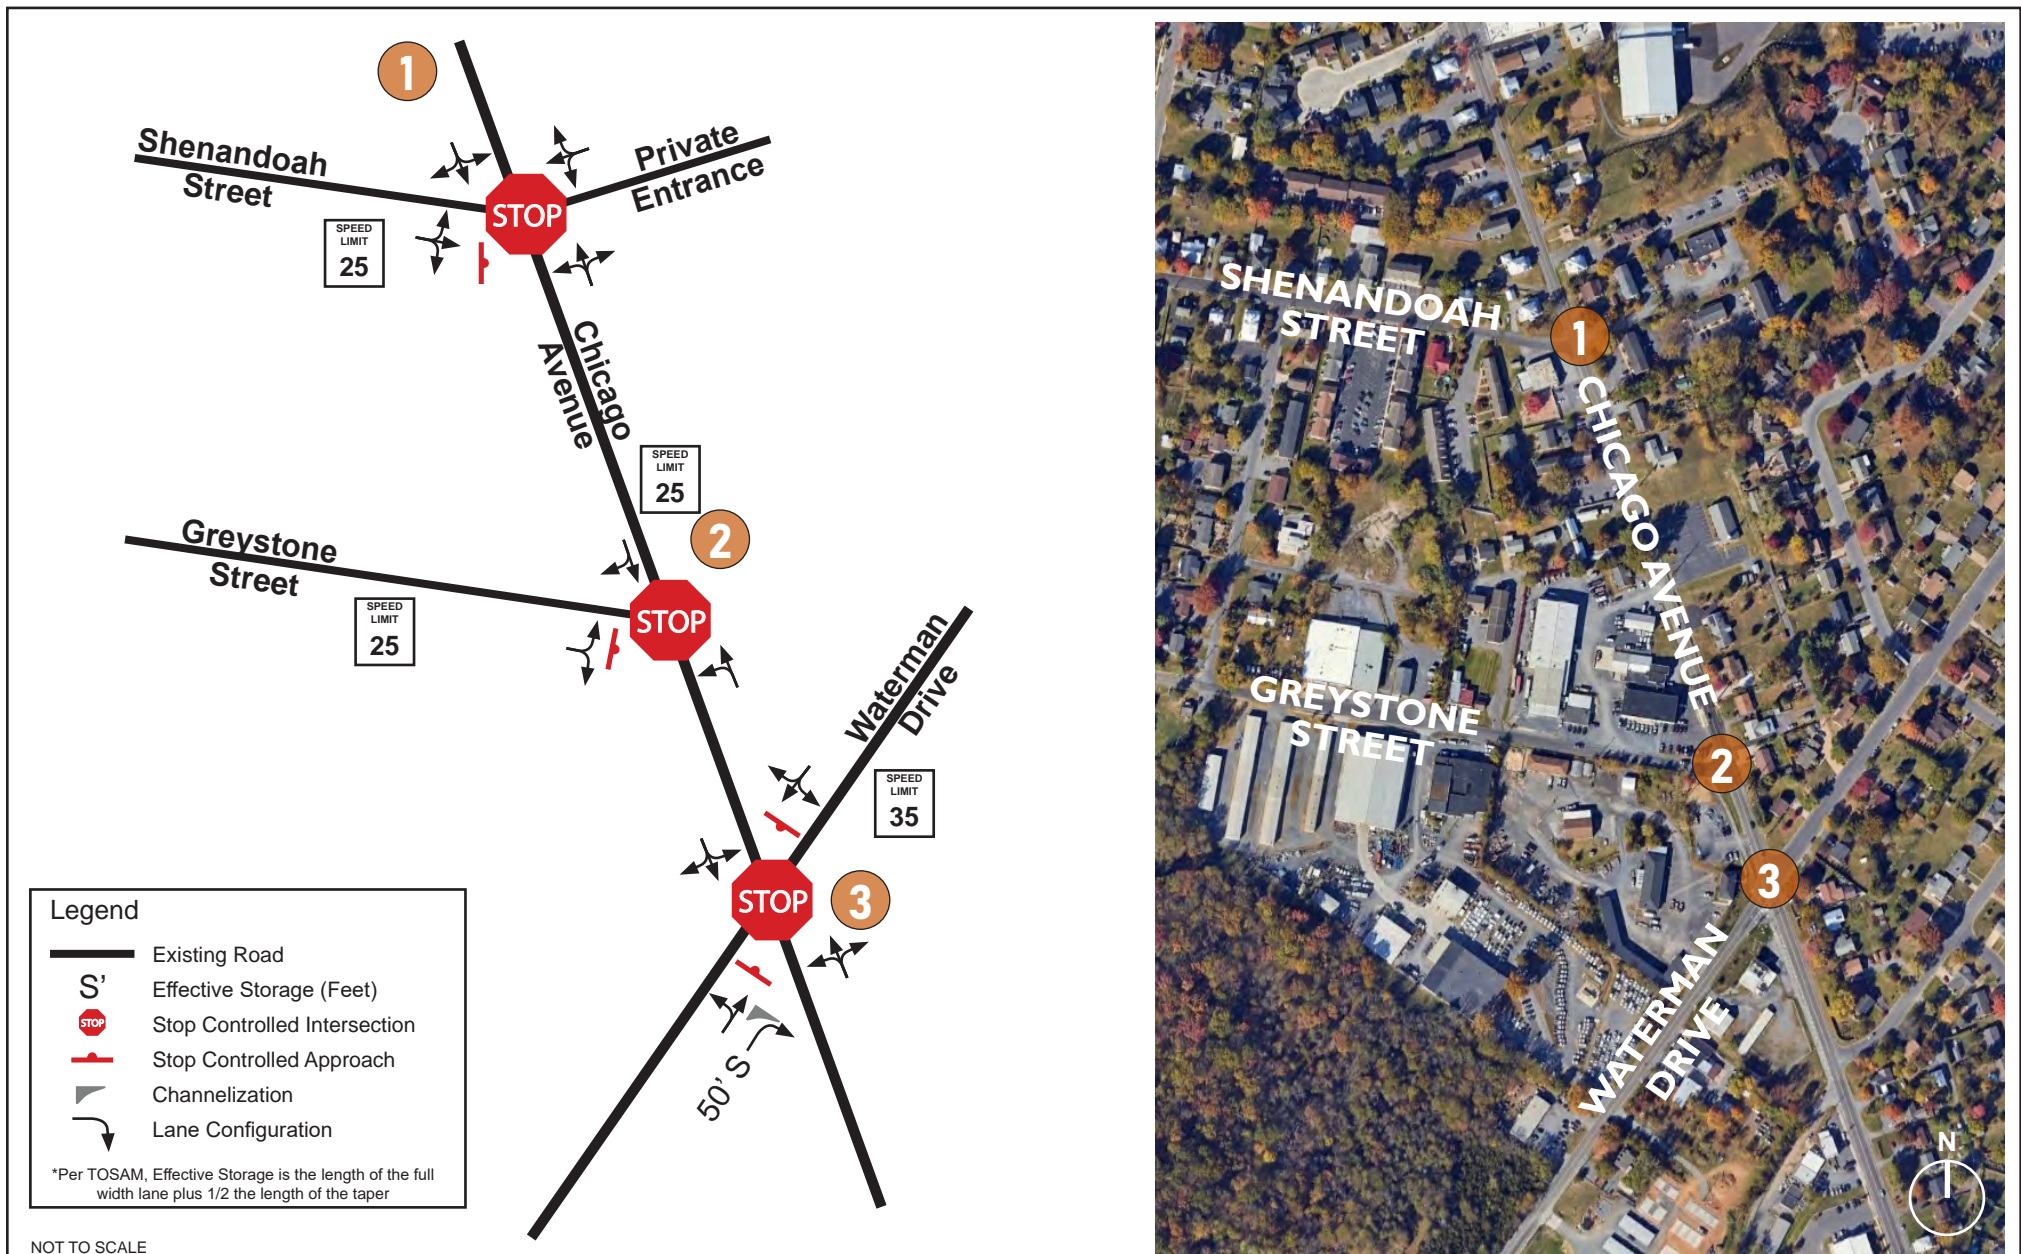 1
Shenandoah
Street
Private
Entrance
STOP
SPEED
LIMIT
25
Chicago
Avenue
SPEED
LIMIT
25
2
Greystone
Street
SPEED
LIMIT
25
STOP
Waterman
Drive
SPEED
LIMIT
35
STOP
3
50' S
Legend
Existing Road
S' Effective Storage (Feet)
STOP Stop Controlled Intersection
Stop Controlled Approach
Channelization
Lane Configuration
*Per TOSAM, Effective Storage is the length of the full
width lane plus 1/2 the length of the taper
NOT TO SCALE
SHENANDOAH
STREET
1
CHICAGO AVENUE
GREYSTONE
STREET
2
3
WATERMAN
DRIVE
N